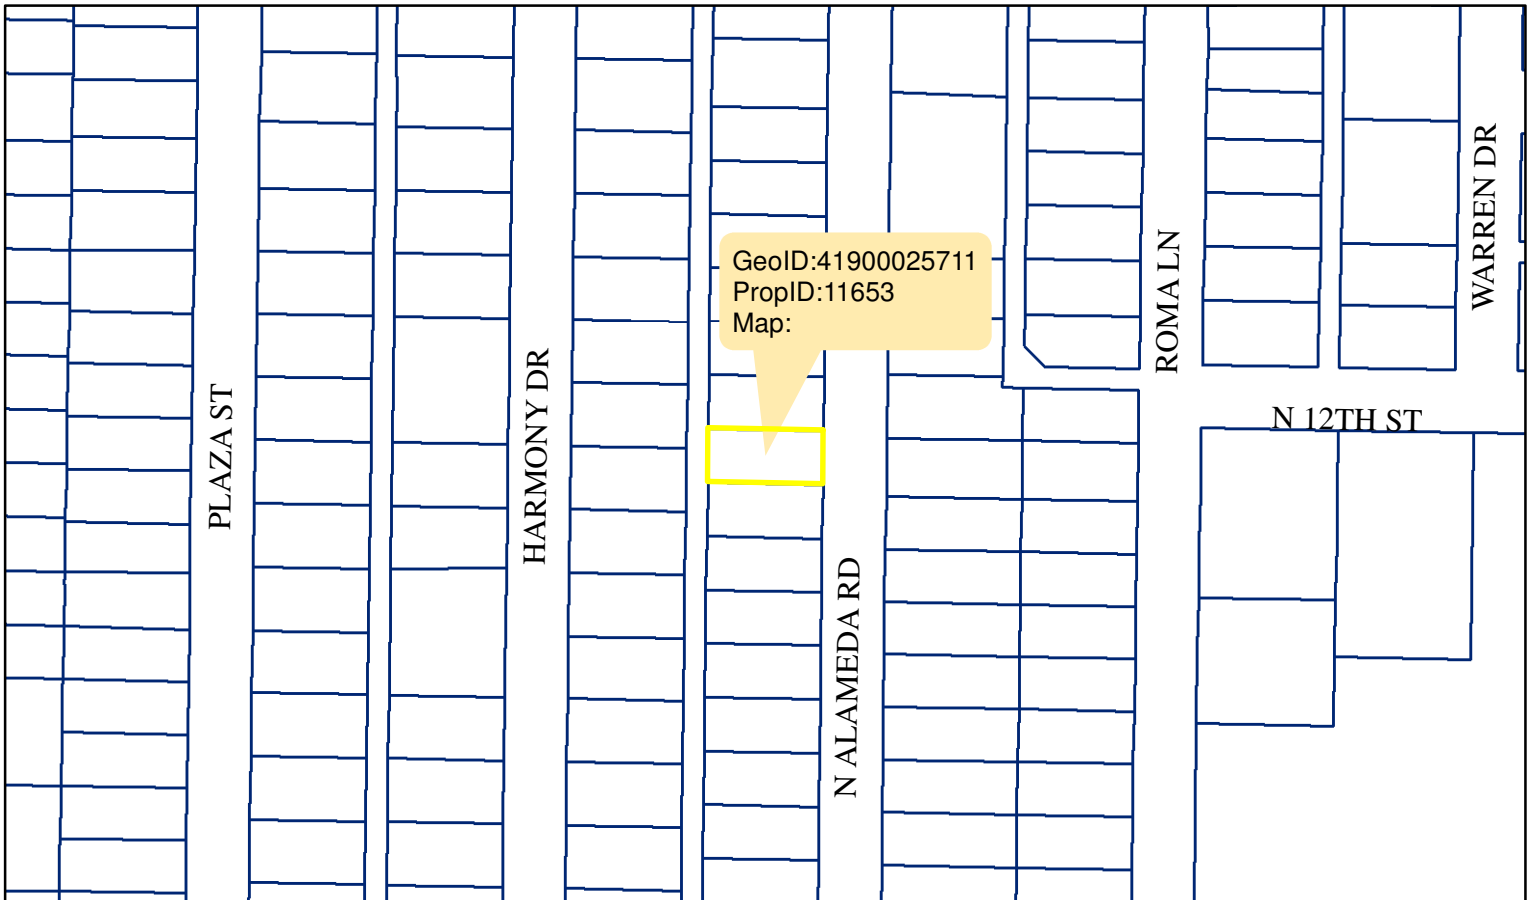 GeoID:41900025711
PropID:11653
Map:
PLAZA ST
HARMONY DR
N ALAMEDA RD
ROMA LN
WARREN DR
N 12TH ST